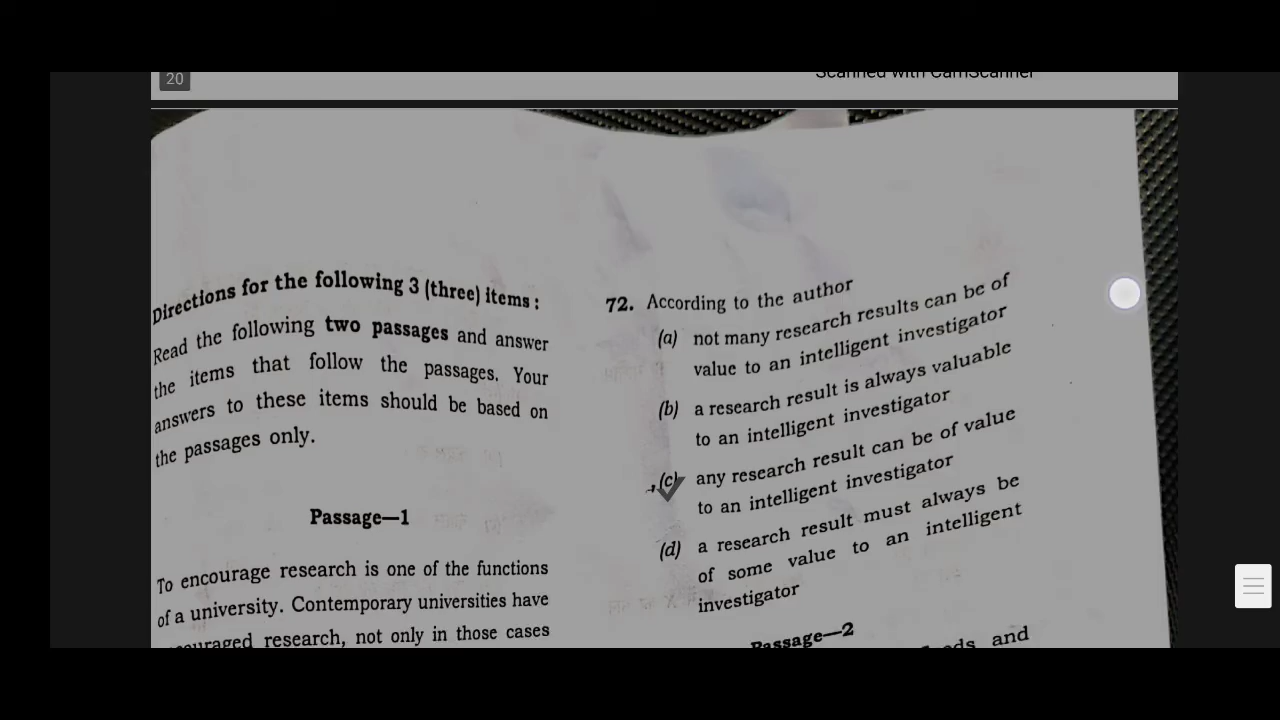 20
Scanned with CamScanner
Directions for the following 3 (three) items :
Read the following two passages and answer
the items that follow the passages. Your
answers to these items should be based on
the passages only.
Passage—1
To encourage research is one of the functions
of a university. Contemporary universities have
research, not only in those cases
72. According to the author
(a) not many research results can be of
value to an intelligent investigator
(b) a research result is always valuable
to an intelligent investigator
(c) any research result can be of value
to an intelligent investigator
(d) a research result must always be
of some value to an intelligent
investigator
Passage—2
and